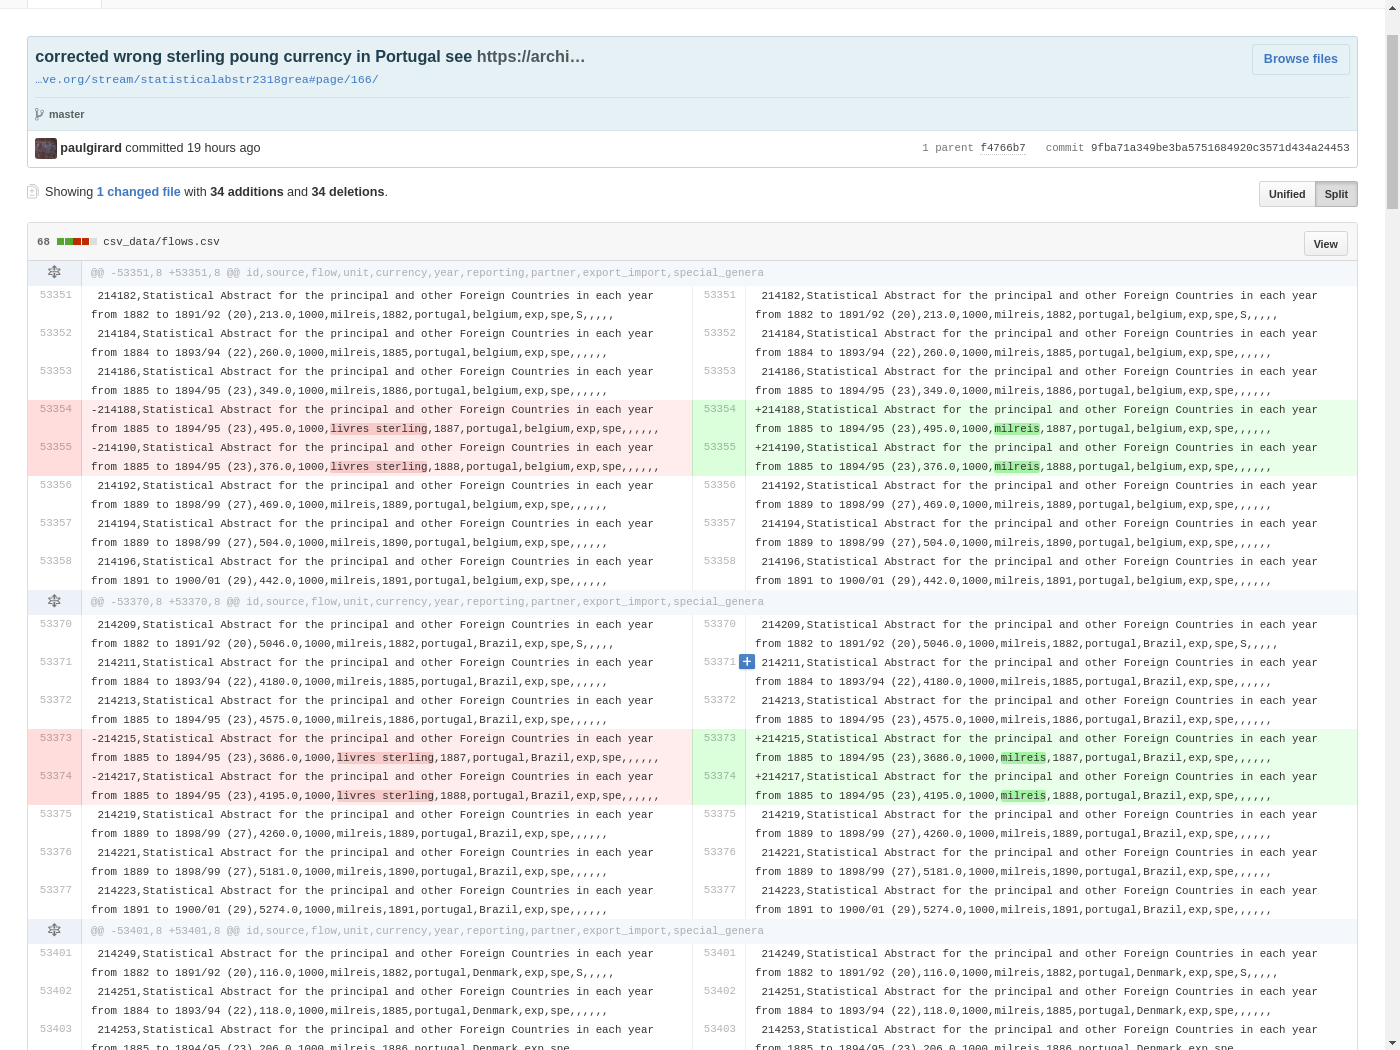 corrected wrong sterling poung currency in Portugal see https://archi…
Browse files
…ve.org/stream/statisticalabstr2318grea#page/166/
master
paulgirard committed 19 hours ago
1 parent f4766b7 commit 9fba71a349be3ba5751684920c3571d434a24453
Showing 1 changed file with 34 additions and 34 deletions.
Unified Split
68 csv_data/flows.csv
View
@@ -53351,8 +53351,8 @@ id,source,flow,unit,currency,year,reporting,partner,export_import,special_genera
53351 214182,Statistical Abstract for the principal and other Foreign Countries in each year 53351 214182,Statistical Abstract for the principal and other Foreign Countries in each year
from 1882 to 1891/92 (20),213.0,1000,milreis,1882,portugal,belgium,exp,spe,S,,,,, from 1882 to 1891/92 (20),213.0,1000,milreis,1882,portugal,belgium,exp,spe,S,,,,,
53352 214184,Statistical Abstract for the principal and other Foreign Countries in each year 53352 214184,Statistical Abstract for the principal and other Foreign Countries in each year
from 1884 to 1893/94 (22),260.0,1000,milreis,1885,portugal,belgium,exp,spe,,,,,, from 1884 to 1893/94 (22),260.0,1000,milreis,1885,portugal,belgium,exp,spe,,,,,,
53353 214186,Statistical Abstract for the principal and other Foreign Countries in each year 53353 214186,Statistical Abstract for the principal and other Foreign Countries in each year
from 1885 to 1894/95 (23),349.0,1000,milreis,1886,portugal,belgium,exp,spe,,,,,, from 1885 to 1894/95 (23),349.0,1000,milreis,1886,portugal,belgium,exp,spe,,,,,,
53354 -214188,Statistical Abstract for the principal and other Foreign Countries in each year 53354 +214188,Statistical Abstract for the principal and other Foreign Countries in each year
from 1885 to 1894/95 (23),495.0,1000,livres sterling,1887,portugal,belgium,exp,spe,,,,,, from 1885 to 1894/95 (23),495.0,1000,milreis,1887,portugal,belgium,exp,spe,,,,,,
53355 -214190,Statistical Abstract for the principal and other Foreign Countries in each year 53355 +214190,Statistical Abstract for the principal and other Foreign Countries in each year
from 1885 to 1894/95 (23),376.0,1000,livres sterling,1888,portugal,belgium,exp,spe,,,,,, from 1885 to 1894/95 (23),376.0,1000,milreis,1888,portugal,belgium,exp,spe,,,,,,
53356 214192,Statistical Abstract for the principal and other Foreign Countries in each year 53356 214192,Statistical Abstract for the principal and other Foreign Countries in each year
from 1889 to 1898/99 (27),469.0,1000,milreis,1889,portugal,belgium,exp,spe,,,,,, from 1889 to 1898/99 (27),469.0,1000,milreis,1889,portugal,belgium,exp,spe,,,,,,
53357 214194,Statistical Abstract for the principal and other Foreign Countries in each year 53357 214194,Statistical Abstract for the principal and other Foreign Countries in each year
from 1889 to 1898/99 (27),504.0,1000,milreis,1890,portugal,belgium,exp,spe,,,,,, from 1889 to 1898/99 (27),504.0,1000,milreis,1890,portugal,belgium,exp,spe,,,,,,
53358 214196,Statistical Abstract for the principal and other Foreign Countries in each year 53358 214196,Statistical Abstract for the principal and other Foreign Countries in each year
from 1891 to 1900/01 (29),442.0,1000,milreis,1891,portugal,belgium,exp,spe,,,,,, from 1891 to 1900/01 (29),442.0,1000,milreis,1891,portugal,belgium,exp,spe,,,,,,
@@ -53370,8 +53370,8 @@ id,source,flow,unit,currency,year,reporting,partner,export_import,special_genera
53370 214209,Statistical Abstract for the principal and other Foreign Countries in each year 53370 214209,Statistical Abstract for the principal and other Foreign Countries in each year
from 1882 to 1891/92 (20),5046.0,1000,milreis,1882,portugal,Brazil,exp,spe,S,,,,, from 1882 to 1891/92 (20),5046.0,1000,milreis,1882,portugal,Brazil,exp,spe,S,,,,,
53371 214211,Statistical Abstract for the principal and other Foreign Countries in each year 53371 + 214211,Statistical Abstract for the principal and other Foreign Countries in each year
from 1884 to 1893/94 (22),4180.0,1000,milreis,1885,portugal,Brazil,exp,spe,,,,,, from 1884 to 1893/94 (22),4180.0,1000,milreis,1885,portugal,Brazil,exp,spe,,,,,,
53372 214213,Statistical Abstract for the principal and other Foreign Countries in each year 53372 214213,Statistical Abstract for the principal and other Foreign Countries in each year
from 1885 to 1894/95 (23),4575.0,1000,milreis,1886,portugal,Brazil,exp,spe,,,,,, from 1885 to 1894/95 (23),4575.0,1000,milreis,1886,portugal,Brazil,exp,spe,,,,,,
53373 -214215,Statistical Abstract for the principal and other Foreign Countries in each year 53373 +214215,Statistical Abstract for the principal and other Foreign Countries in each year
from 1885 to 1894/95 (23),3686.0,1000,livres sterling,1887,portugal,Brazil,exp,spe,,,,,, from 1885 to 1894/95 (23),3686.0,1000,milreis,1887,portugal,Brazil,exp,spe,,,,,,
53374 -214217,Statistical Abstract for the principal and other Foreign Countries in each year 53374 +214217,Statistical Abstract for the principal and other Foreign Countries in each year
from 1885 to 1894/95 (23),4195.0,1000,livres sterling,1888,portugal,Brazil,exp,spe,,,,,, from 1885 to 1894/95 (23),4195.0,1000,milreis,1888,portugal,Brazil,exp,spe,,,,,,
53375 214219,Statistical Abstract for the principal and other Foreign Countries in each year 53375 214219,Statistical Abstract for the principal and other Foreign Countries in each year
from 1889 to 1898/99 (27),4260.0,1000,milreis,1889,portugal,Brazil,exp,spe,,,,,, from 1889 to 1898/99 (27),4260.0,1000,milreis,1889,portugal,Brazil,exp,spe,,,,,,
53376 214221,Statistical Abstract for the principal and other Foreign Countries in each year 53376 214221,Statistical Abstract for the principal and other Foreign Countries in each year
from 1889 to 1898/99 (27),5181.0,1000,milreis,1890,portugal,Brazil,exp,spe,,,,,, from 1889 to 1898/99 (27),5181.0,1000,milreis,1890,portugal,Brazil,exp,spe,,,,,,
53377 214223,Statistical Abstract for the principal and other Foreign Countries in each year 53377 214223,Statistical Abstract for the principal and other Foreign Countries in each year
from 1891 to 1900/01 (29),5274.0,1000,milreis,1891,portugal,Brazil,exp,spe,,,,,, from 1891 to 1900/01 (29),5274.0,1000,milreis,1891,portugal,Brazil,exp,spe,,,,,,
@@ -53401,8 +53401,8 @@ id,source,flow,unit,currency,year,reporting,partner,export_import,special_genera
53401 214249,Statistical Abstract for the principal and other Foreign Countries in each year 53401 214249,Statistical Abstract for the principal and other Foreign Countries in each year
from 1882 to 1891/92 (20),116.0,1000,milreis,1882,portugal,Denmark,exp,spe,S,,,,, from 1882 to 1891/92 (20),116.0,1000,milreis,1882,portugal,Denmark,exp,spe,S,,,,,
53402 214251,Statistical Abstract for the principal and other Foreign Countries in each year 53402 214251,Statistical Abstract for the principal and other Foreign Countries in each year
from 1884 to 1893/94 (22),118.0,1000,milreis,1885,portugal,Denmark,exp,spe,,,,,, from 1884 to 1893/94 (22),118.0,1000,milreis,1885,portugal,Denmark,exp,spe,,,,,,
53403 214253,Statistical Abstract for the principal and other Foreign Countries in each year 53403 214253,Statistical Abstract for the principal and other Foreign Countries in each year
from 1885 to 1894/95 (23),206.0,1000,milreis,1886,portugal,Denmark,exp,spe from 1885 to 1894/95 (23),206.0,1000,milreis,1886,portugal,Denmark,exp,spe